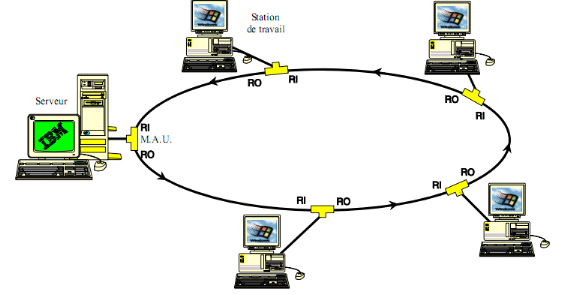 Station
de travail
RO
RI
RO
RI
Serveur
IBM
RI
M.A.U.
RO
RI
RO
RI
RO